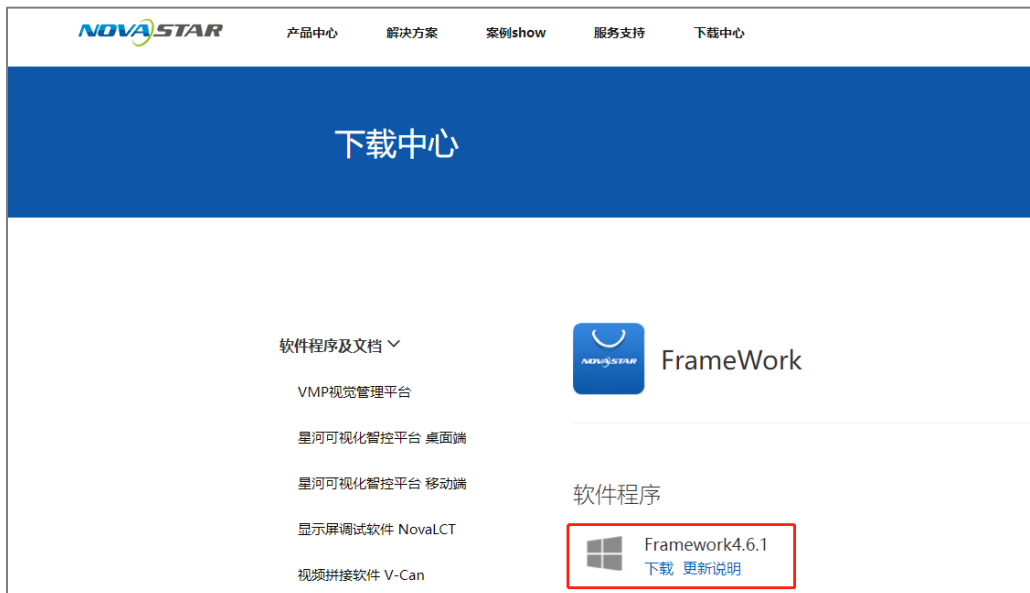 NOVASTAR 产品中心 解决方案 案例show 服务支持 下载中心
下载中心
软件程序及文档
VMP视觉管理平台
星河可视化智控平台 桌面端
星河可视化智控平台 移动端
显示屏调试软件 NovaLCT
视频拼接软件 V-Can
NOVASTAR
FrameWork
软件程序
Framework4.6.1
下载 更新说明